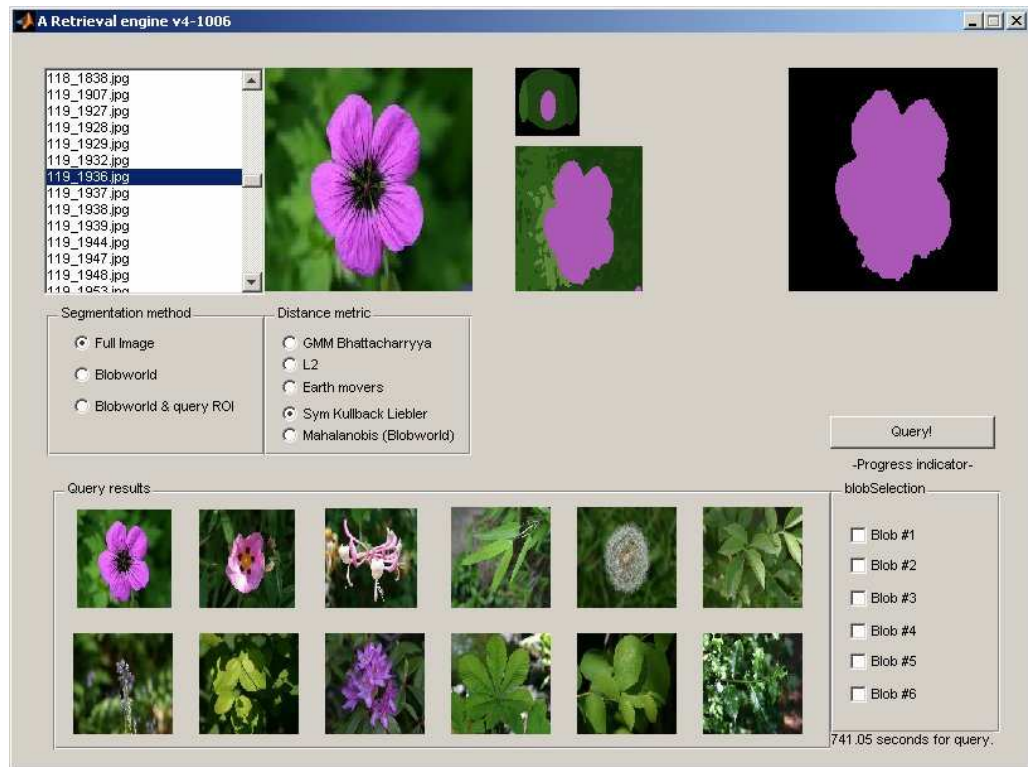 A Retrieval engine v4-1006
118_1838.jpg
119_1907.jpg
119_1927.jpg
119_1928.jpg
119_1929.jpg
119_1932.jpg
119_1936.jpg
119_1937.jpg
119_1938.jpg
119_1939.jpg
119_1944.jpg
119_1947.jpg
119_1948.jpg
119_1953.jpg
Segmentation method
Full Image
Blobworld
Blobworld & query ROI
Distance metric
GMM Bhattacharryya
L2
Earth movers
Sym Kullback Liebler
Mahalanobis (Blobworld)
Query!
-Progress indicator-
Query results
blobSelection
Blob #1
Blob #2
Blob #3
Blob #4
Blob #5
Blob #6
741.05 seconds for query.